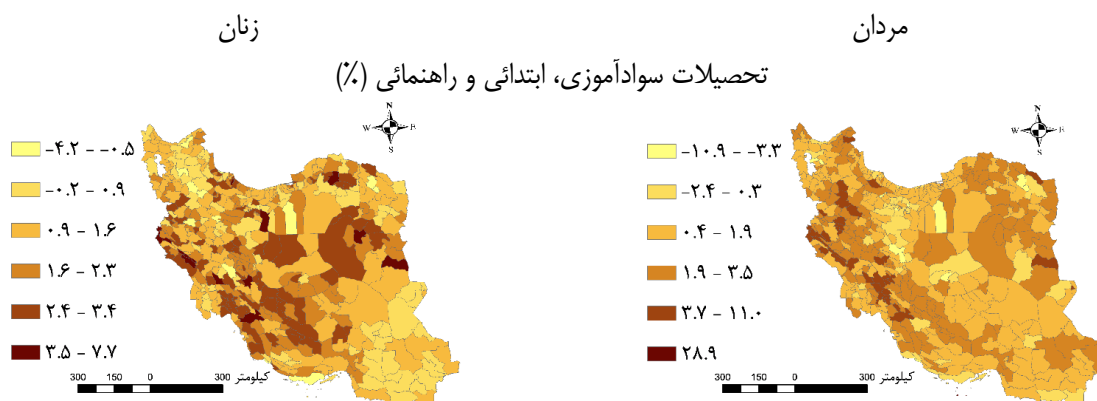 مردان
زنان
تحصیلات سوادآموزی، ابتدائی و راهنمائی (٪)
N
W E
S
-۱۰.۹ - -۳.۳
-۲.۴ - ۰.۳
۰.۴ - ۱.۹
۱.۹ - ۳.۵
۳.۷ - ۱۱.۰
۲۸.۹
300 150 0 300 کیلومتر
N
W E
S
-۴.۲ - -۰.۵
-۰.۲ - ۰.۹
۰.۹ - ۱.۶
۱.۶ - ۲.۳
۲.۴ - ۳.۴
۳.۵ - ۷.۷
300 150 0 300 کیلومتر